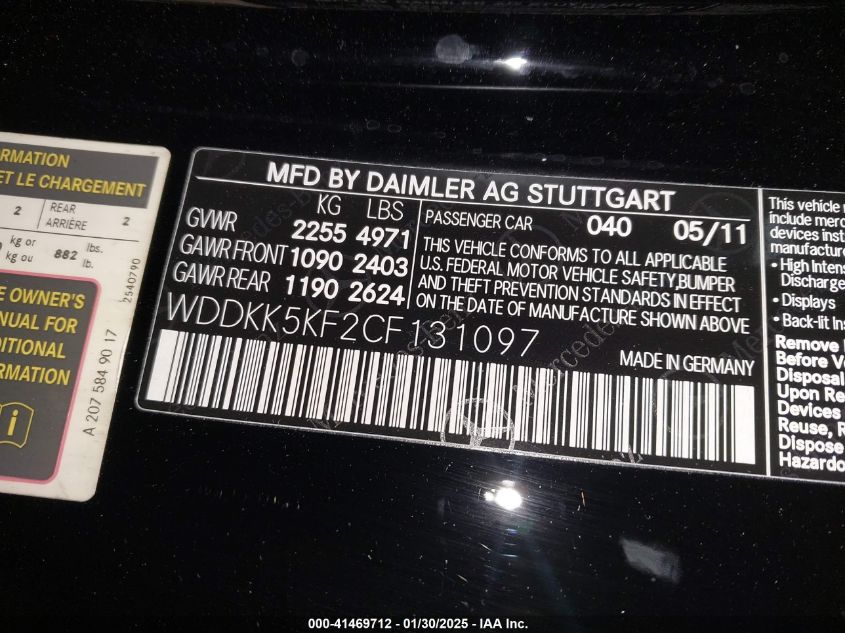 RMATION
ET LE CHARGEMENT
2 REAR ARRIÈRE 2
kg or kg ou 882 lbs. lb.
E OWNER'S
NUAL FOR
DITIONAL
ORMATION
2540790
A 207 584 90 17
MFD BY DAIMLER AG STUTTGART
KG LBS
GVWR 2255 4971
GAWR FRONT 1090 2403
GAWR REAR 1190 2624
PASSENGER CAR 040 05/11
THIS VEHICLE CONFORMS TO ALL APPLICABLE
U.S. FEDERAL MOTOR VEHICLE SAFETY,BUMPER
AND THEFT PREVENTION STANDARDS IN EFFECT
ON THE DATE OF MANUFACTURE SHOWN ABOVE
WDDKK5KF2CF131097
MADE IN GERMANY
This vehicle
include merc
devices inst
manufacture
• High Intens
Discharge
• Displays
• Back-lit Ins
Remove
Before Ve
Disposal
Upon Re
Devices
Reuse, R
Dispose
Hazardo
000-41469712 — 01/30/2025 — IAA Inc.